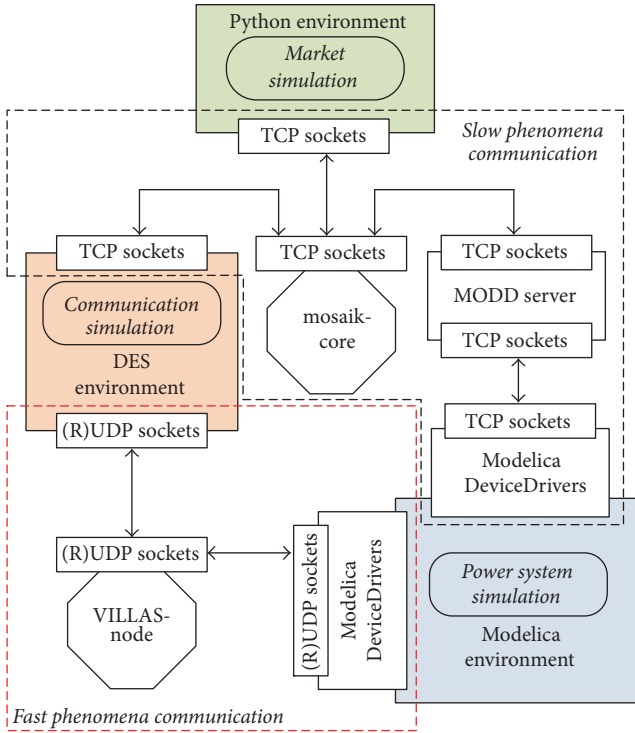 Python environment
Market
simulation
TCP sockets
Slow phenomena
communication
TCP sockets
TCP sockets
TCP sockets
Communication
simulation
DES
environment
mosaik-
core
MODD server
TCP sockets
(R)UDP sockets
TCP sockets
Modelica
DeviceDrivers
(R)UDP sockets
VILLAS-
node
(R)UDP sockets
Modelica
DeviceDrivers
Power system
simulation
Modelica
environment
Fast phenomena communication